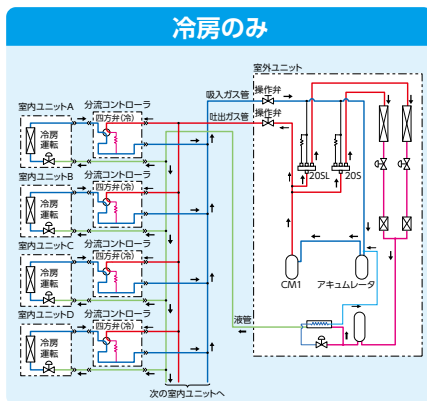 冷房のみ
室外ユニット
吸入ガス管
操作弁
吐出ガス管
操作弁
室内ユニットA
分流コントローラ
四方弁(冷)
冷房
運転
20SL
20S
室内ユニットB
分流コントローラ
四方弁(冷)
冷房
運転
室内ユニットC
分流コントローラ
四方弁(冷)
冷房
運転
CM1
アキュムレータ
室内ユニットD
分流コントローラ
四方弁(冷)
冷房
運転
液管
次の室内ユニットへ